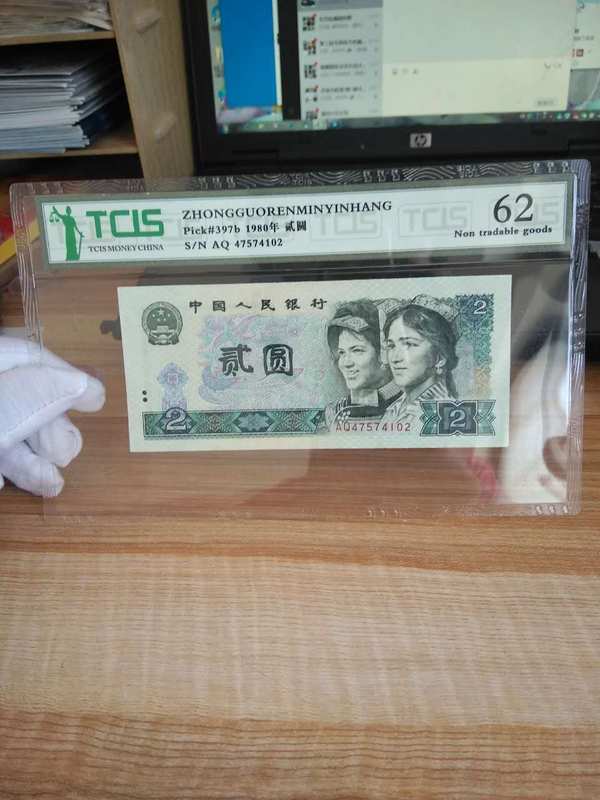 hp
TCIS
TCIS MONEY CHINA
ZHONGGUORENMINYINHANG
Pick#397b 1980年 贰圆
S/N AQ 47574102
62
Non tradable goods
中国人民银行
2
贰圆
2
AQ47574102
2